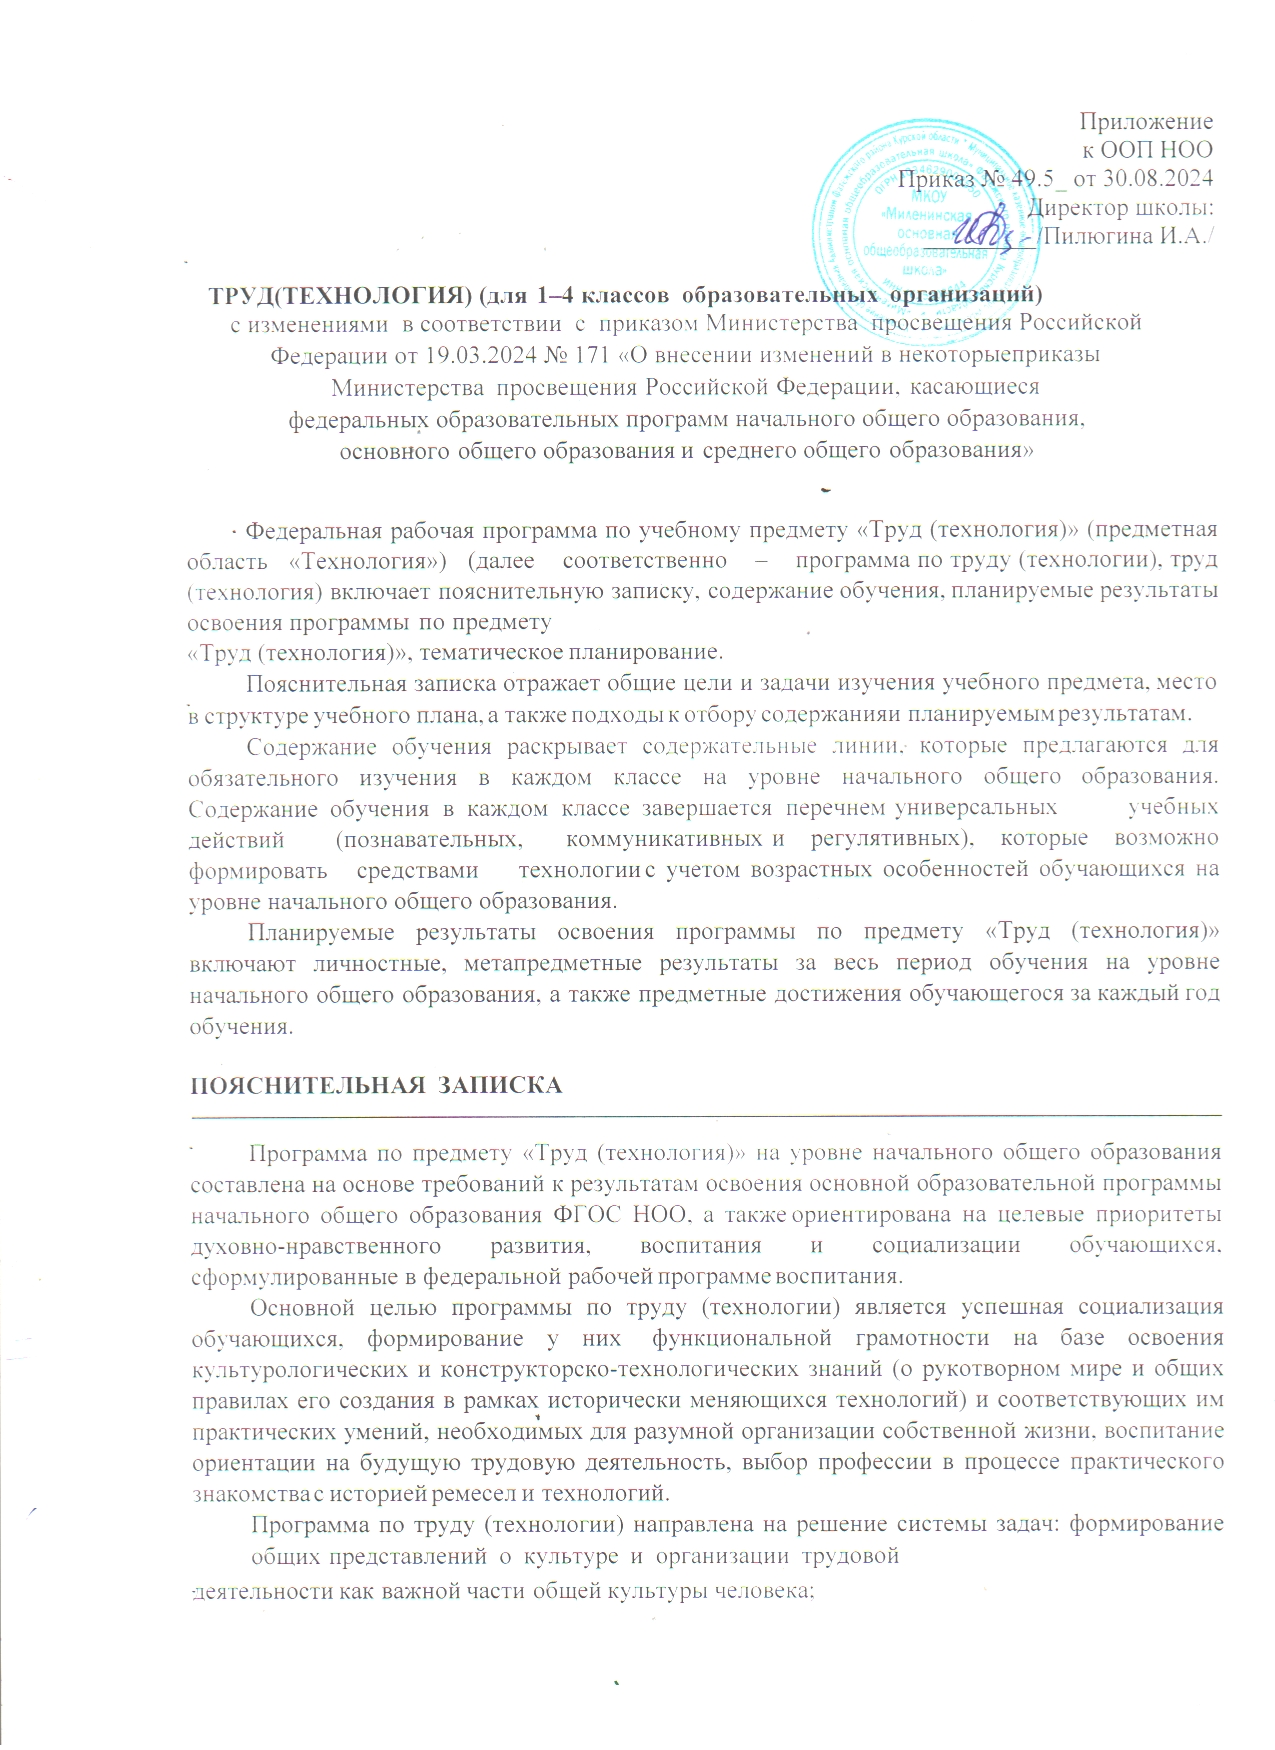 Приложение
к ООП НОО
Приказ № 49.5_ от 30.08.2024
Директор школы:
/Пилюгина И.А./
МКОУ
«Миленинская
основная
общеобразовательная
школа»
ТРУД(ТЕХНОЛОГИЯ) (для 1–4 классов образовательных организаций)
с изменениями в соответствии с приказом Министерства просвещения Российской
Федерации от 19.03.2024 № 171 «О внесении изменений в некоторыеприказы
Министерства просвещения Российской Федерации, касающиеся
федеральных образовательных программ начального общего образования,
основного общего образования и среднего общего образования»
Федеральная рабочая программа по учебному предмету «Труд (технология)» (предметная
область «Технология») (далее соответственно – программа по труду (технологии), труд
(технология) включает пояснительную записку, содержание обучения, планируемые результаты
освоения программы по предмету
«Труд (технология)», тематическое планирование.
Пояснительная записка отражает общие цели и задачи изучения учебного предмета, место
в структуре учебного плана, а также подходы к отбору содержанияи планируемым результатам.
Содержание обучения раскрывает содержательные линии, которые предлагаются для
обязательного изучения в каждом классе на уровне начального общего образования.
Содержание обучения в каждом классе завершается перечнем универсальных учебных
действий (познавательных, коммуникативных и регулятивных), которые возможно
формировать средствами технологии с учетом возрастных особенностей обучающихся на
уровне начального общего образования.
Планируемые результаты освоения программы по предмету «Труд (технология)»
включают личностные, метапредметные результаты за весь период обучения на уровне
начального общего образования, а также предметные достижения обучающегося за каждый год
обучения.
ПОЯСНИТЕЛЬНАЯ ЗАПИСКА
Программа по предмету «Труд (технология)» на уровне начального общего образования
составлена на основе требований к результатам освоения основной образовательной программы
начального общего образования ФГОС НОО, а также ориентирована на целевые приоритеты
духовно-нравственного развития, воспитания и социализации обучающихся,
сформулированные в федеральной рабочей программе воспитания.
Основной целью программы по труду (технологии) является успешная социализация
обучающихся, формирование у них функциональной грамотности на базе освоения
культурологических и конструкторско-технологических знаний (о рукотворном мире и общих
правилах его создания в рамках исторически меняющихся технологий) и соответствующих им
практических умений, необходимых для разумной организации собственной жизни, воспитание
ориентации на будущую трудовую деятельность, выбор профессии в процессе практического
знакомства с историей ремесел и технологий.
Программа по труду (технологии) направлена на решение системы задач: формирование
общих представлений о культуре и организации трудовой
деятельности как важной части общей культуры человека;